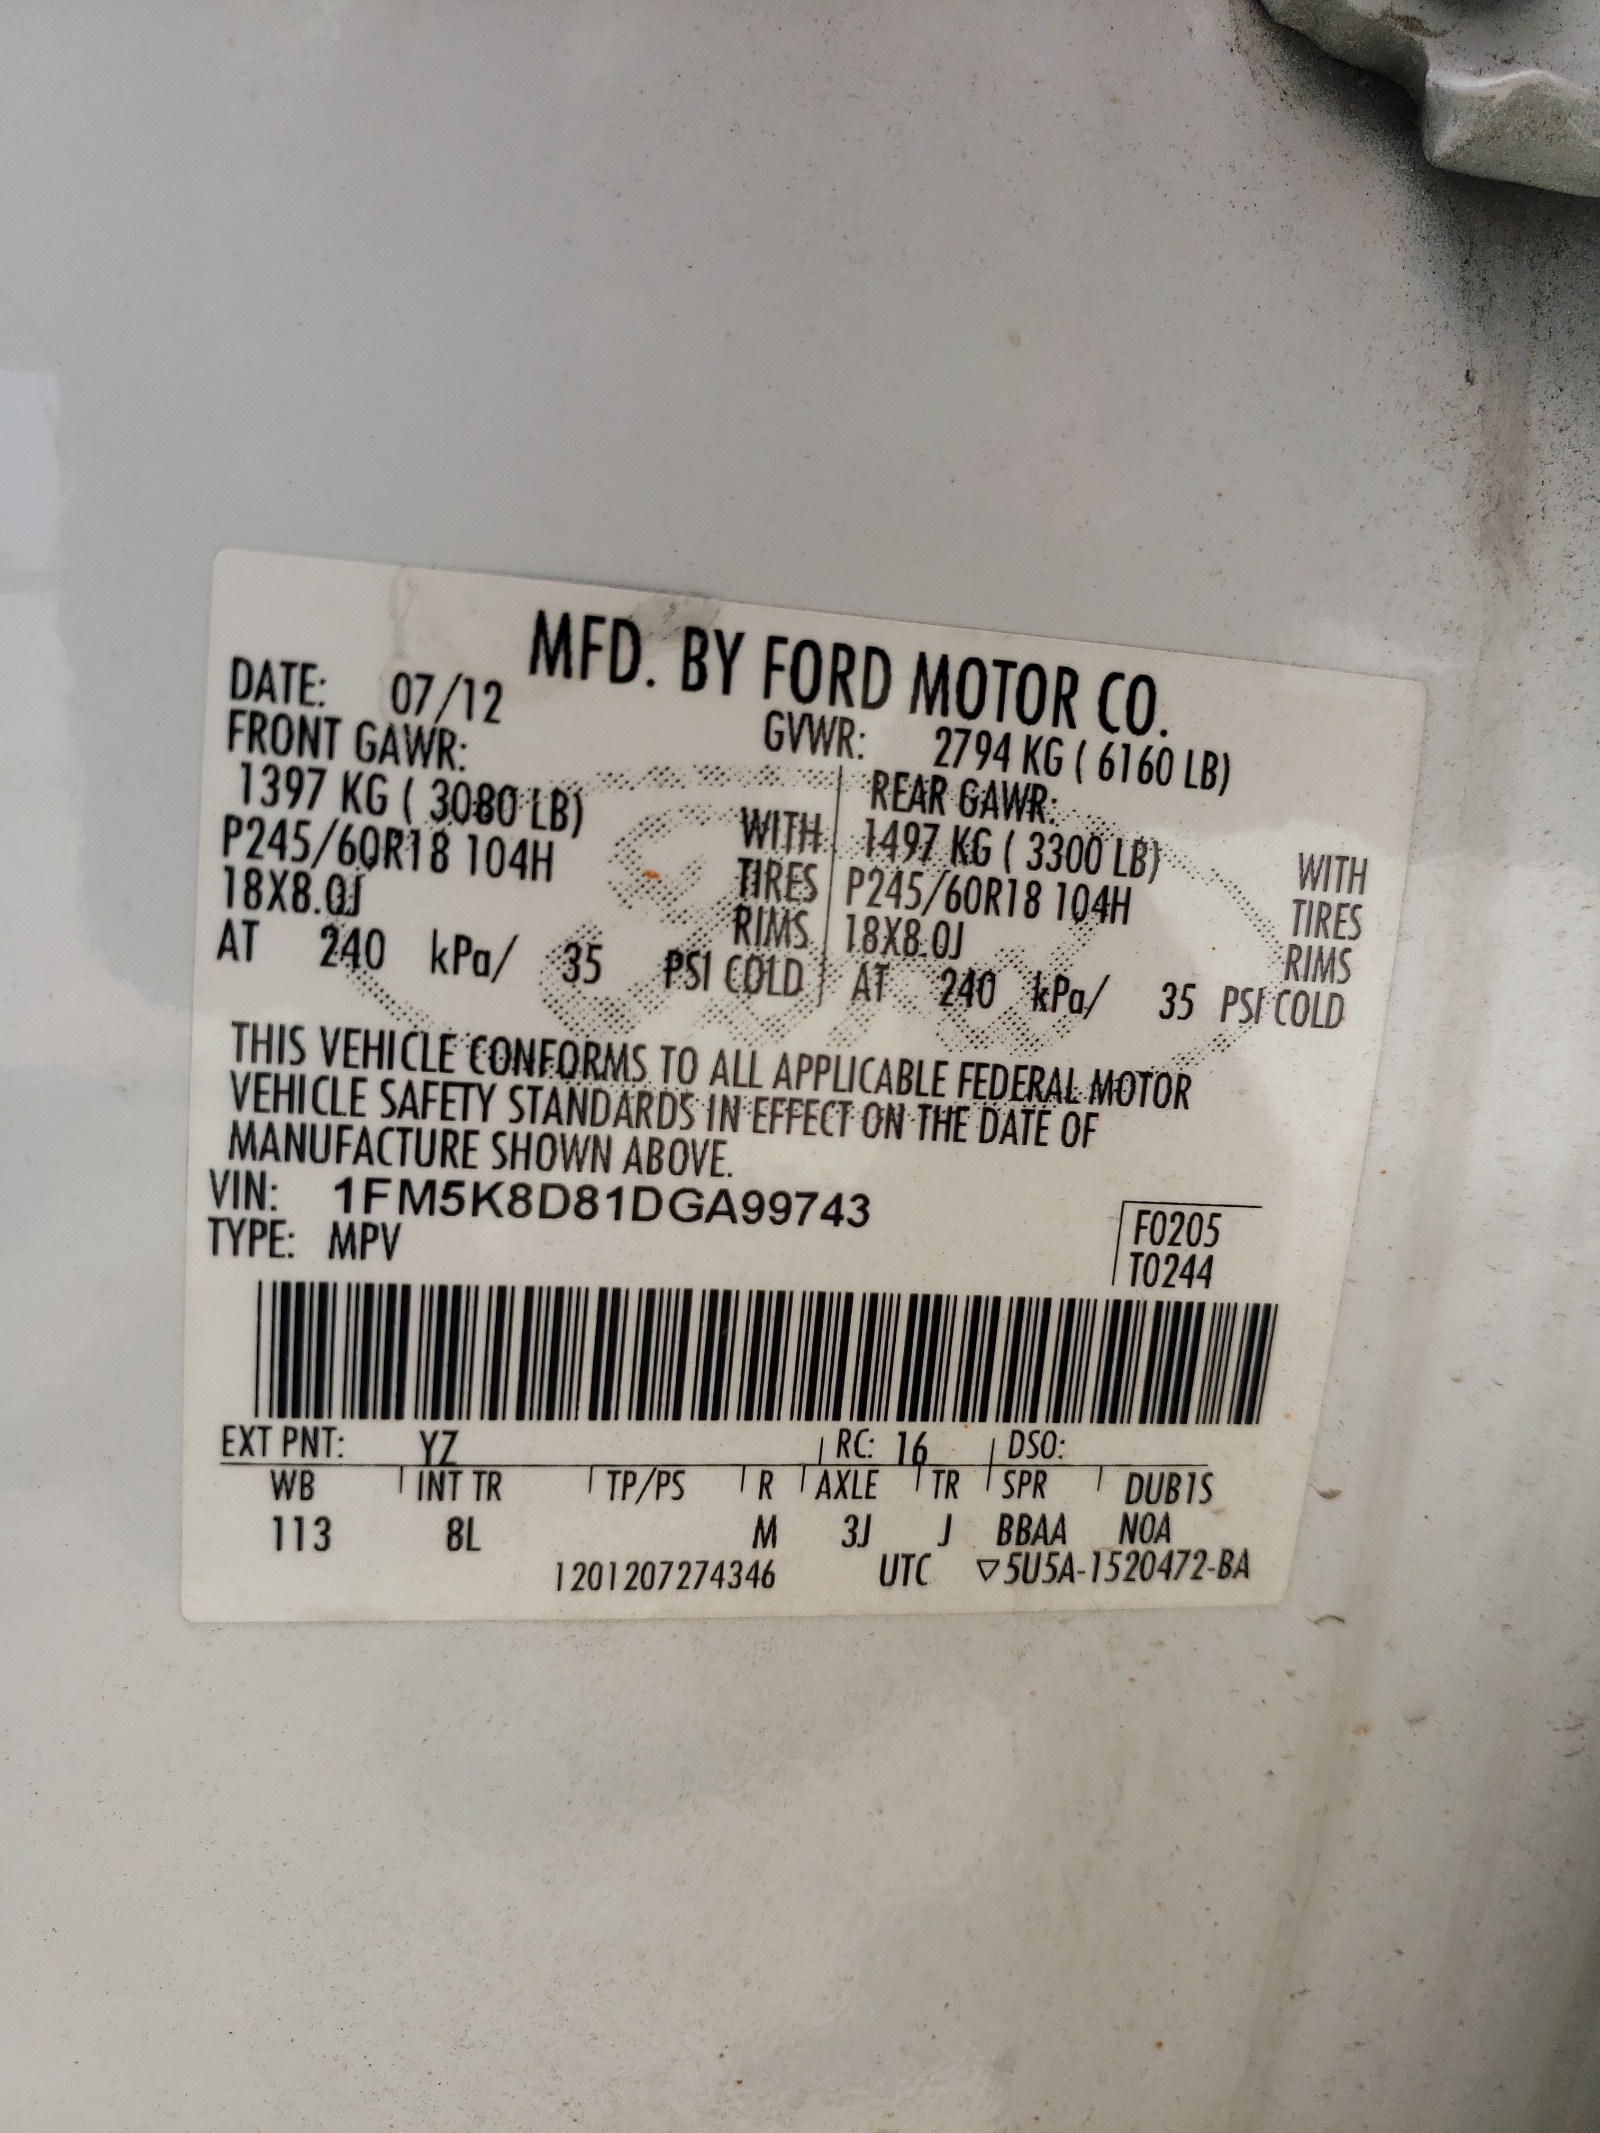 MFD. BY FORD MOTOR CO.
DATE: 07/12 GVWR: 2794 KG ( 6160 LB)
FRONT GAWR: REAR GAWR:
1397 KG ( 3080 LB) WITH 1497 KG ( 3300 LB) WITH
P245/60R18 104H TIRES P245/60R18 104H TIRES
18X8.0J RIMS 18X8.0J RIMS
AT 240 kPa/ 35 PSI COLD AT 240 kPa/ 35 PSI COLD
THIS VEHICLE CONFORMS TO ALL APPLICABLE FEDERAL MOTOR
VEHICLE SAFETY STANDARDS IN EFFECT ON THE DATE OF
MANUFACTURE SHOWN ABOVE.
VIN: 1FM5K8D81DGA99743 F0205
TYPE: MPV T0244
EXT PNT: YZ RC: 16 DSO:
WB INT TR TP/PS R AXLE TR SPR DUB1S
113 8L M 3J J BBAA NOA
1201207274346 UTC ▽5U5A-1520472-BA